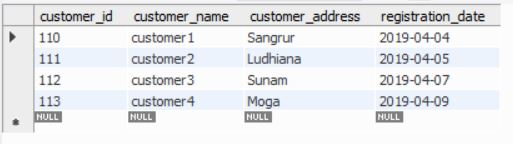 customer_id customer_name customer_address registration_date
110 customer1 Sangrur 2019-04-04
111 customer2 Ludhiana 2019-04-05
112 customer3 Sunam 2019-04-07
113 customer4 Moga 2019-04-09
NULL NULL NULL NULL